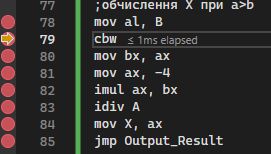 77 ;обчислення X при a>b
78 mov al, B
79 cbw ≤ 1ms elapsed
80 mov bx, ax
81 mov ax, -4
82 imul ax, bx
83 idiv A
84 mov X, ax
85 jmp Output_Result